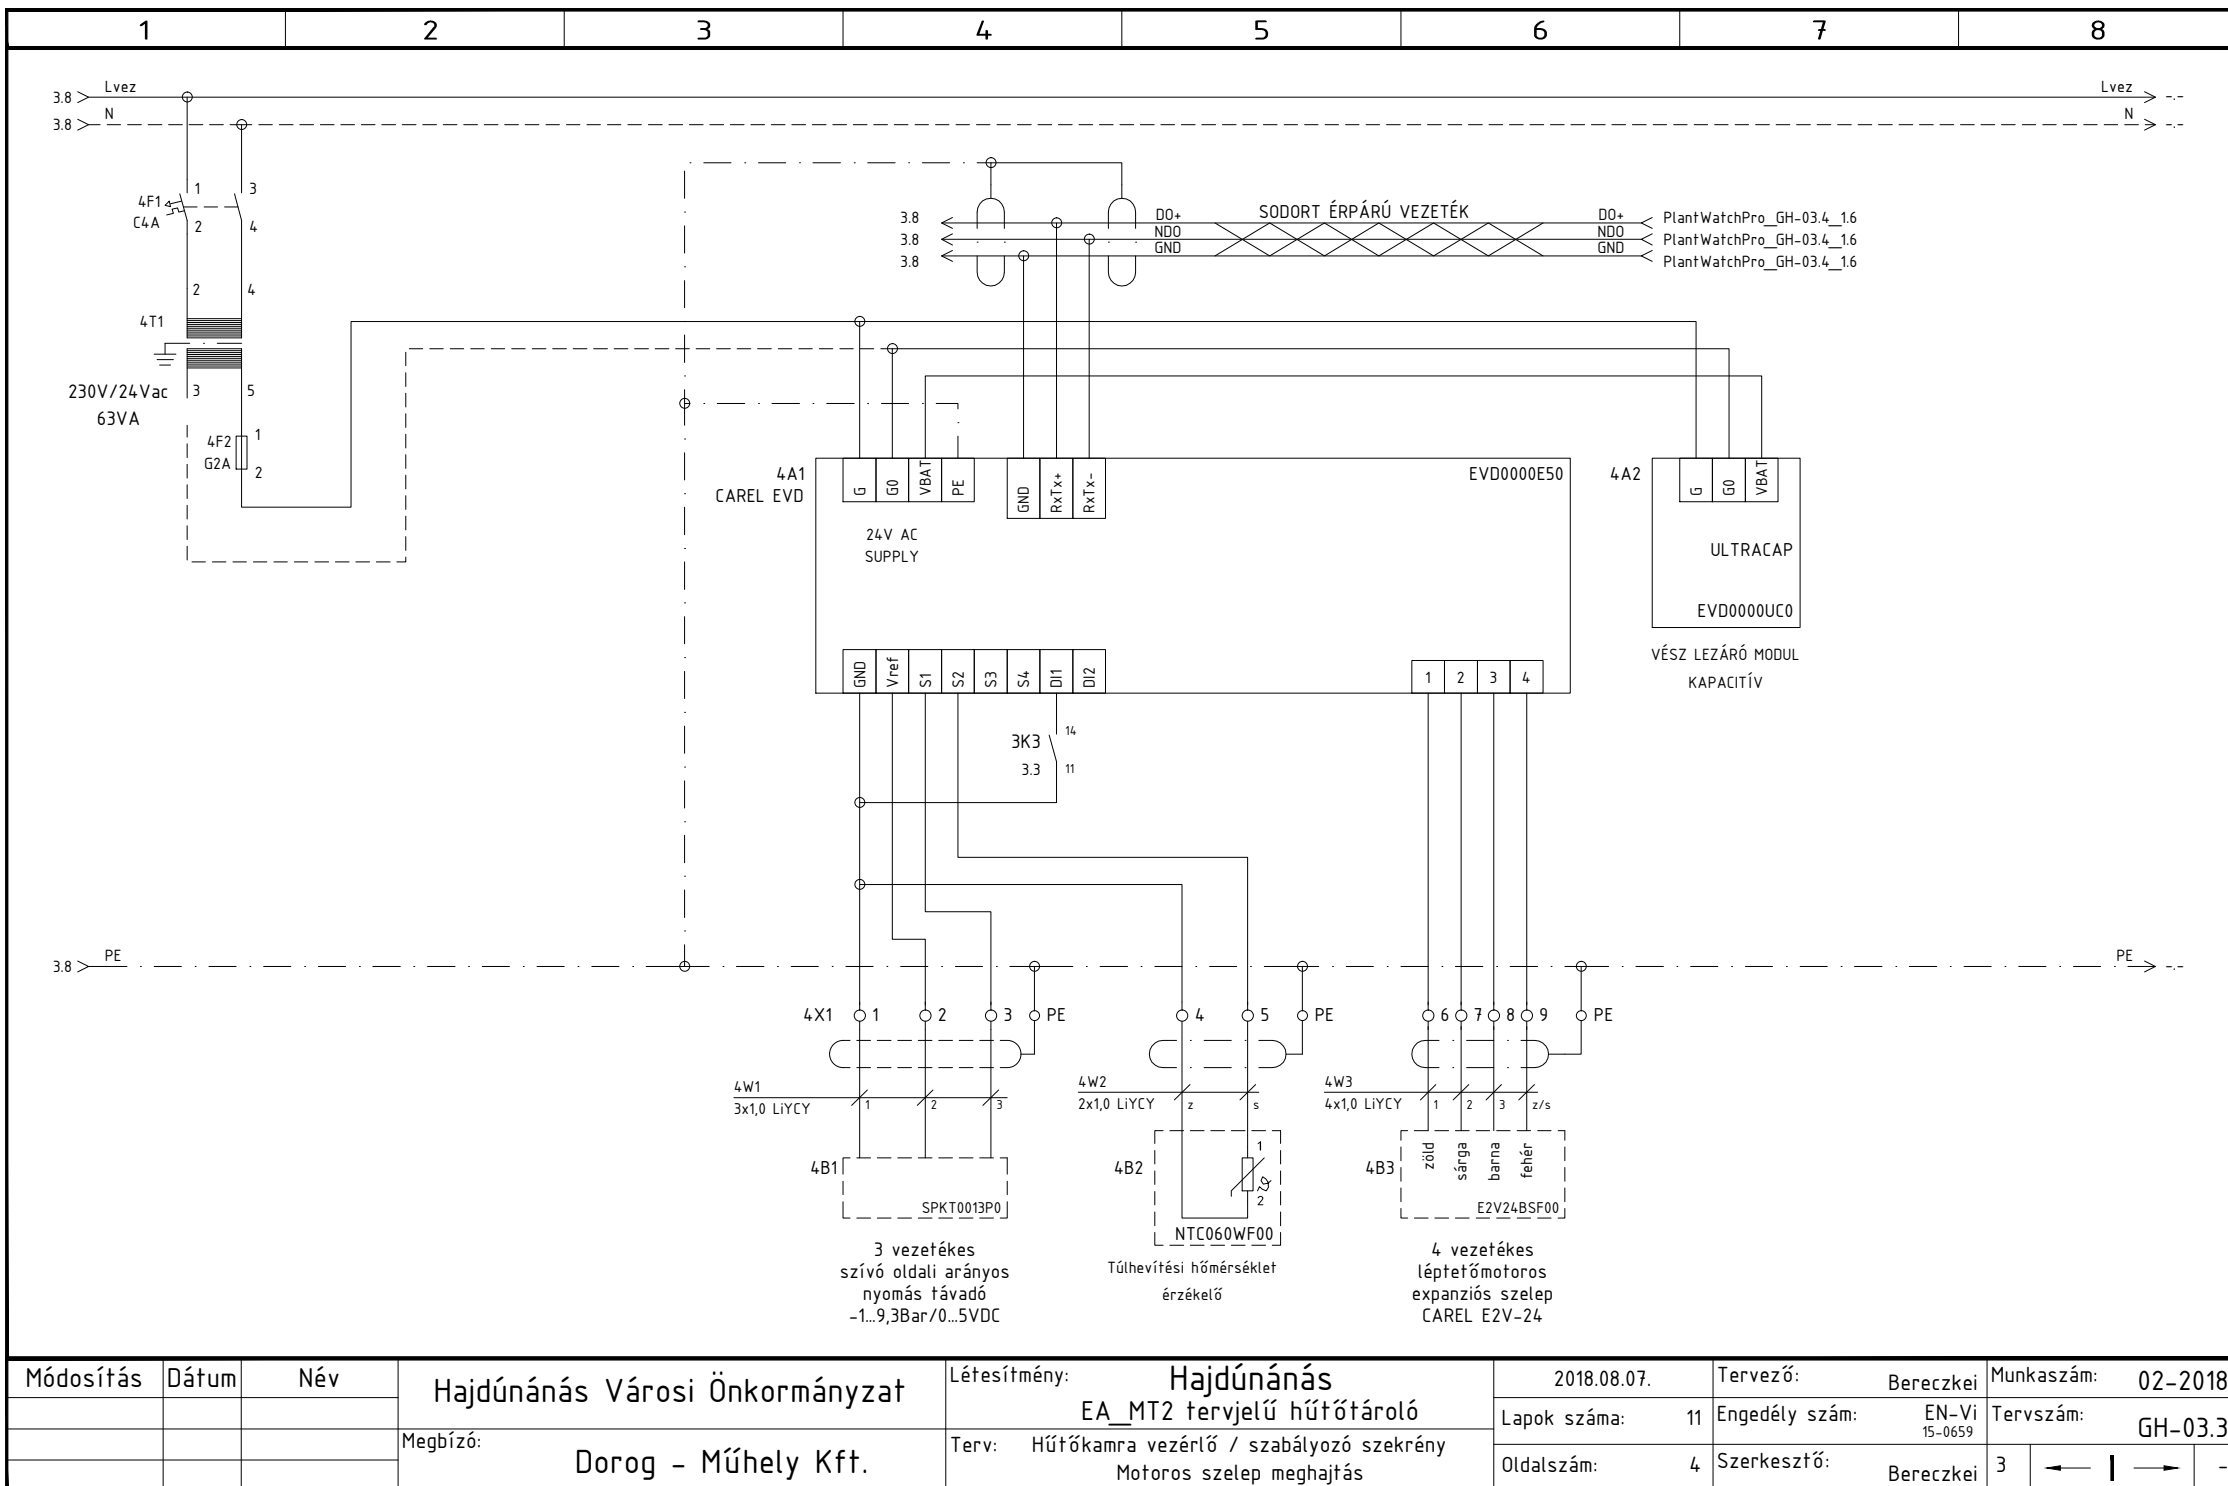 1 2 3 4 5 6 7 8
3.8 Lvez Lvez -.-
3.8 N N -.-
4F1
C4A
1 3
2 4
2 4
4T1
230V/24Vac
63VA
3 5
4F2
G2A
1
2
3.8 D0+ SODORT ÉRPÁRÚ VEZETÉK D0+ PlantWatchPro_GH-03.4_1.6
3.8 ND0 ND0 PlantWatchPro_GH-03.4_1.6
3.8 GND GND PlantWatchPro_GH-03.4_1.6
4A1
CAREL EVD
G G0 VBAT PE GND RxTx+ RxTx-
EVD0000E50
24V AC
SUPPLY
4A2
G G0 VBAT
ULTRACAP
EVD0000UC0
VÉSZ LEZÁRÓ MODUL
KAPACITÍV
GND Vref S1 S2 S3 S4 DI1 DI2
1 2 3 4
3K3 14
3.3 11
3.8 PE PE -.-
4X1 1 2 3 PE 4 5 PE 6 7 8 9 PE
4W1
3x1,0 LiYCY 1 2 3
4W2
2x1,0 LiYCY z s
4W3
4x1,0 LiYCY 1 2 3 z/s
4B1
SPKT0013P0
3 vezetékes
szívó oldali arányos
nyomás távadó
-1...9,3Bar/0...5VDC
4B2
1
2
NTC060WF00
Túlhevítési hőmérséklet
érzékelő
4B3
zöld sárga barna fehér
E2V24BSF00
4 vezetékes
léptetőmotoros
expanziós szelep
CAREL E2V-24
Módosítás Dátum Név
Hajdúnánás Városi Önkormányzat
Megbízó:
Dorog - Műhely Kft.
Létesítmény: Hajdúnánás
EA_MT2 tervjelű hűtőtároló
Terv: Hűtőkamra vezérlő / szabályozó szekrény
Motoros szelep meghajtás
2018.08.07.
Lapok száma: 11
Oldalszám: 4
Tervező: Bereczkei
Engedély szám: EN-Vi
15-0659
Szerkesztő: Bereczkei
Munkaszám: 02-2018
Tervszám: GH-03.3
3 -